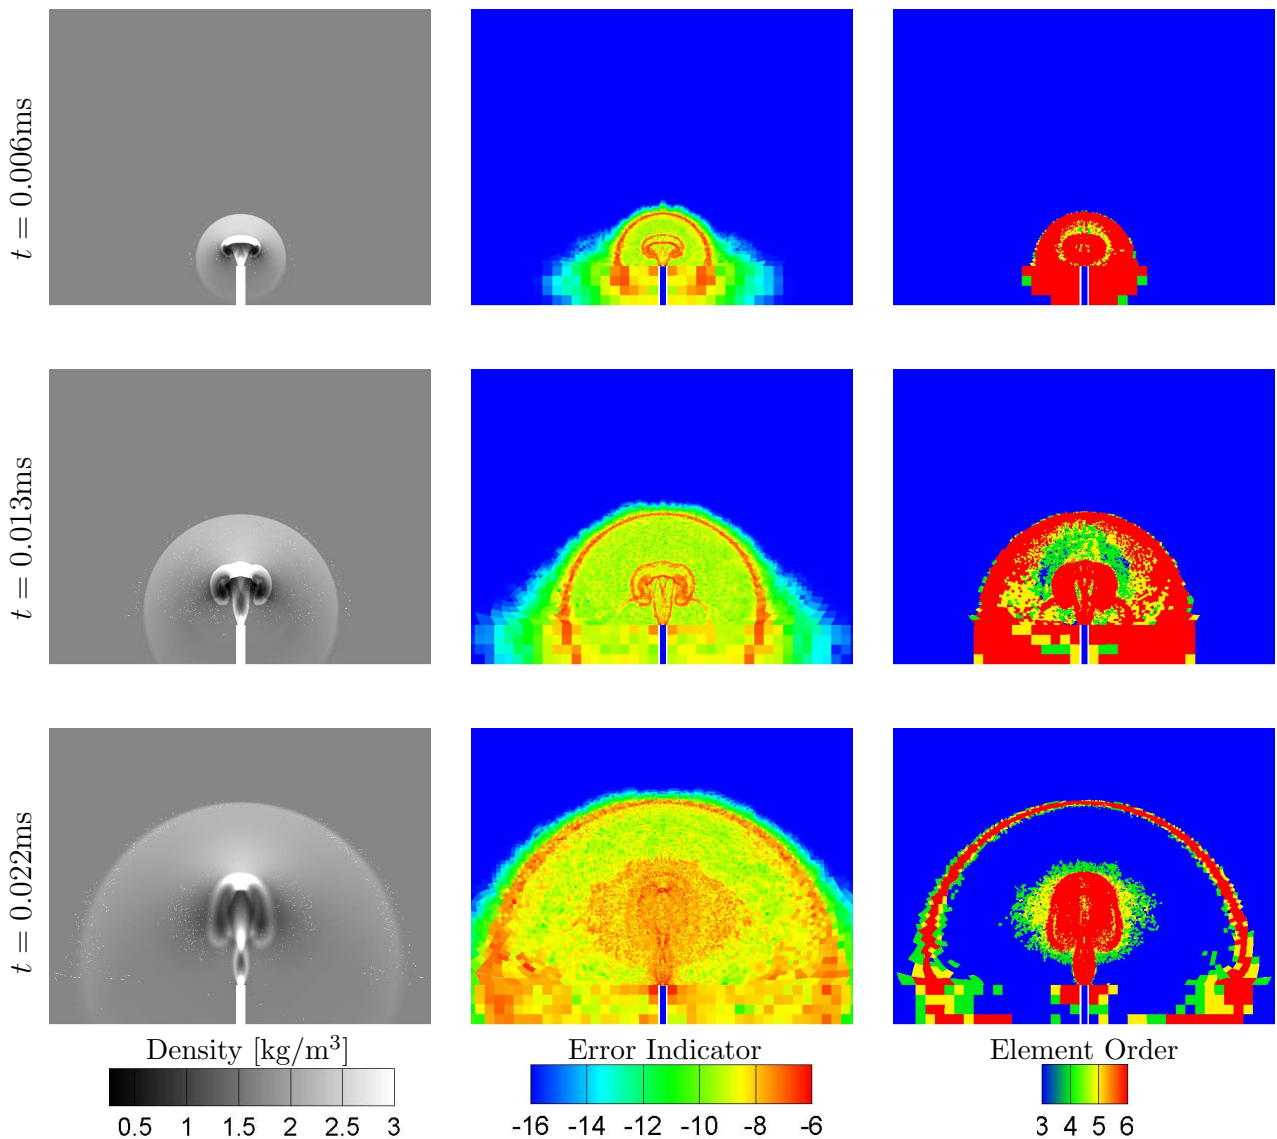 t = 0.006ms
t = 0.013ms
t = 0.022ms
Density [kg/m³]
Error Indicator
Element Order
0.5 1 1.5 2 2.5 3
-16 -14 -12 -10 -8 -6
3 4 5 6